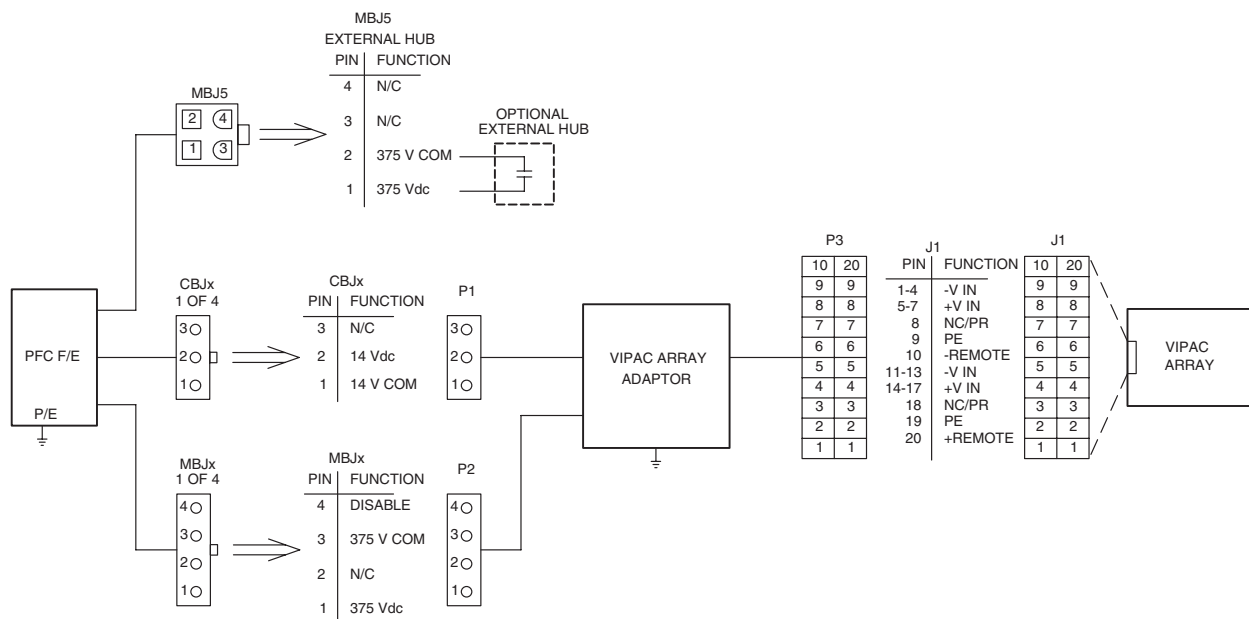 MBJ5
EXTERNAL HUB
PIN FUNCTION
4 N/C
3 N/C
2 375 V COM
1 375 Vdc
MBJ5
2 4
1 3
OPTIONAL
EXTERNAL HUB
PFC F/E
P/E
CBJx
1 OF 4
3
2
1
CBJx
PIN FUNCTION
3 N/C
2 14 Vdc
1 14 V COM
P1
3
2
1
MBJx
1 OF 4
4
3
2
1
MBJx
PIN FUNCTION
4 DISABLE
3 375 V COM
2 N/C
1 375 Vdc
P2
4
3
2
1
VIPAC ARRAY
ADAPTOR
P3
10 20
9 9
8 8
7 7
6 6
5 5
4 4
3 3
2 2
1 1
J1
PIN FUNCTION
1-4 -V IN
5-7 +V IN
8 NC/PR
9 PE
10 -REMOTE
11-13 -V IN
14-17 +V IN
18 NC/PR
19 PE
20 +REMOTE
J1
10 20
9 9
8 8
7 7
6 6
5 5
4 4
3 3
2 2
1 1
VIPAC
ARRAY